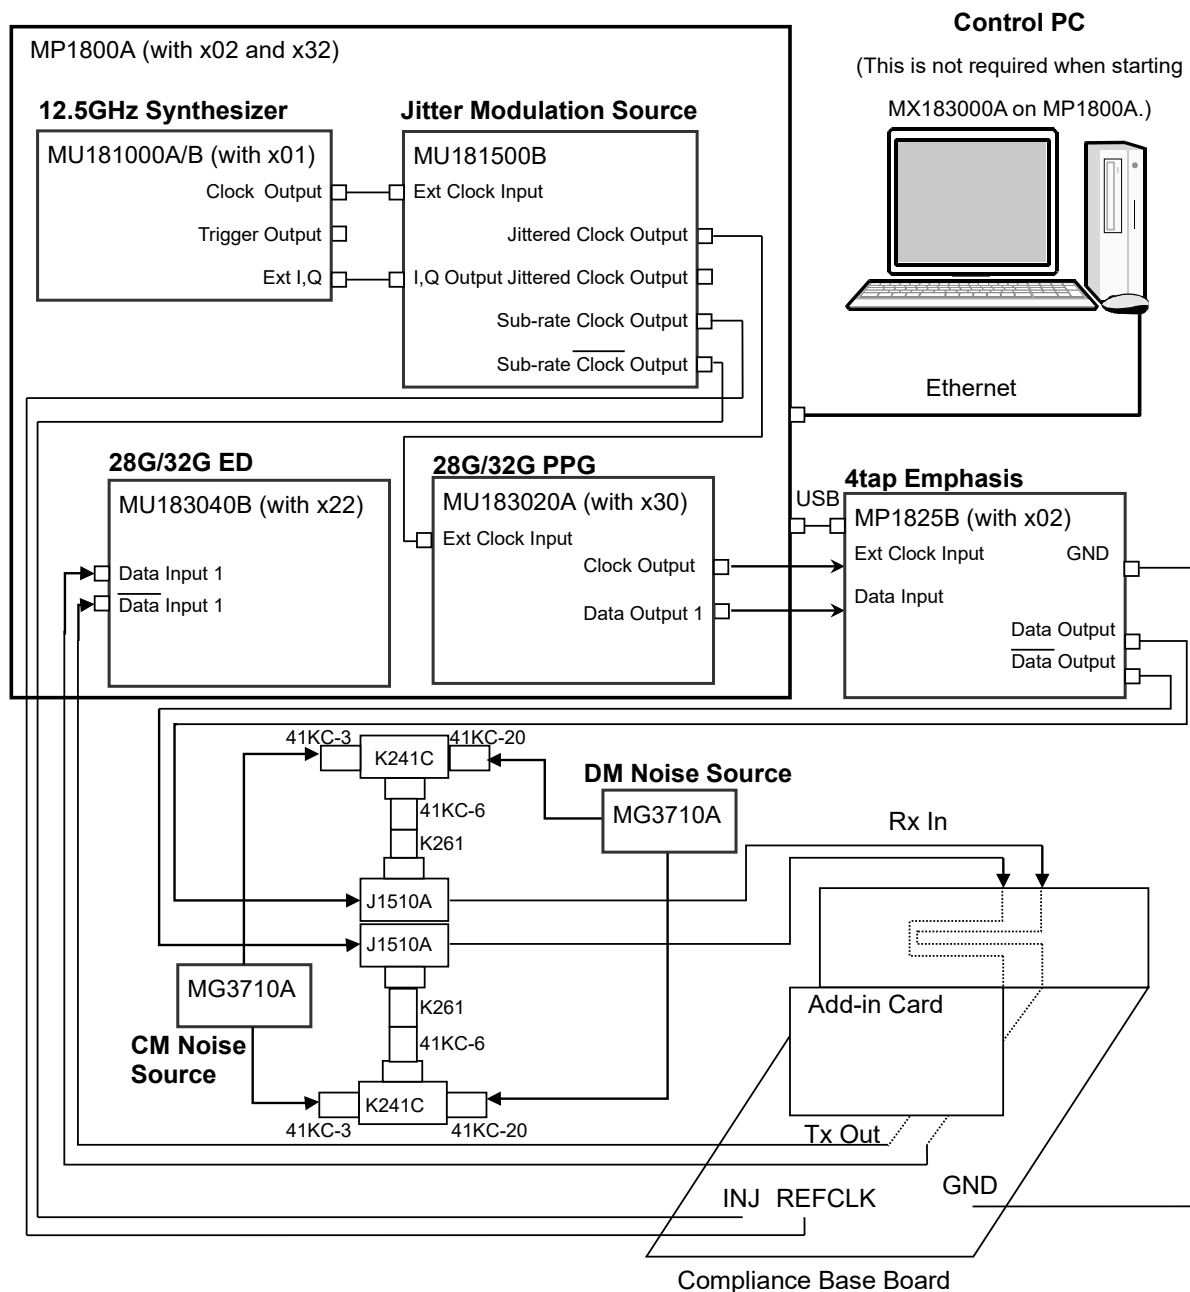 Control PC
(This is not required when starting
MX183000A on MP1800A.)
MP1800A (with x02 and x32)
12.5GHz Synthesizer
MU181000A/B (with x01)
Clock Output
Trigger Output
Ext I,Q
Jitter Modulation Source
MU181500B
Ext Clock Input
Jittered Clock Output
I,Q Output Jittered Clock Output
Sub-rate Clock Output
Sub-rate Clock Output
Ethernet
28G/32G ED
MU183040B (with x22)
Data Input 1
Data Input 1
28G/32G PPG
MU183020A (with x30)
Ext Clock Input
Clock Output
Data Output 1
USB
4tap Emphasis
MP1825B (with x02)
Ext Clock Input
GND
Data Input
Data Output
Data Output
41KC-3
41KC-20
K241C
41KC-6
K261
J1510A
DM Noise Source
MG3710A
Rx In
J1510A
K261
41KC-6
K241C
41KC-3
41KC-20
MG3710A
CM Noise
Source
Add-in Card
Tx Out
INJ REFCLK
GND
Compliance Base Board